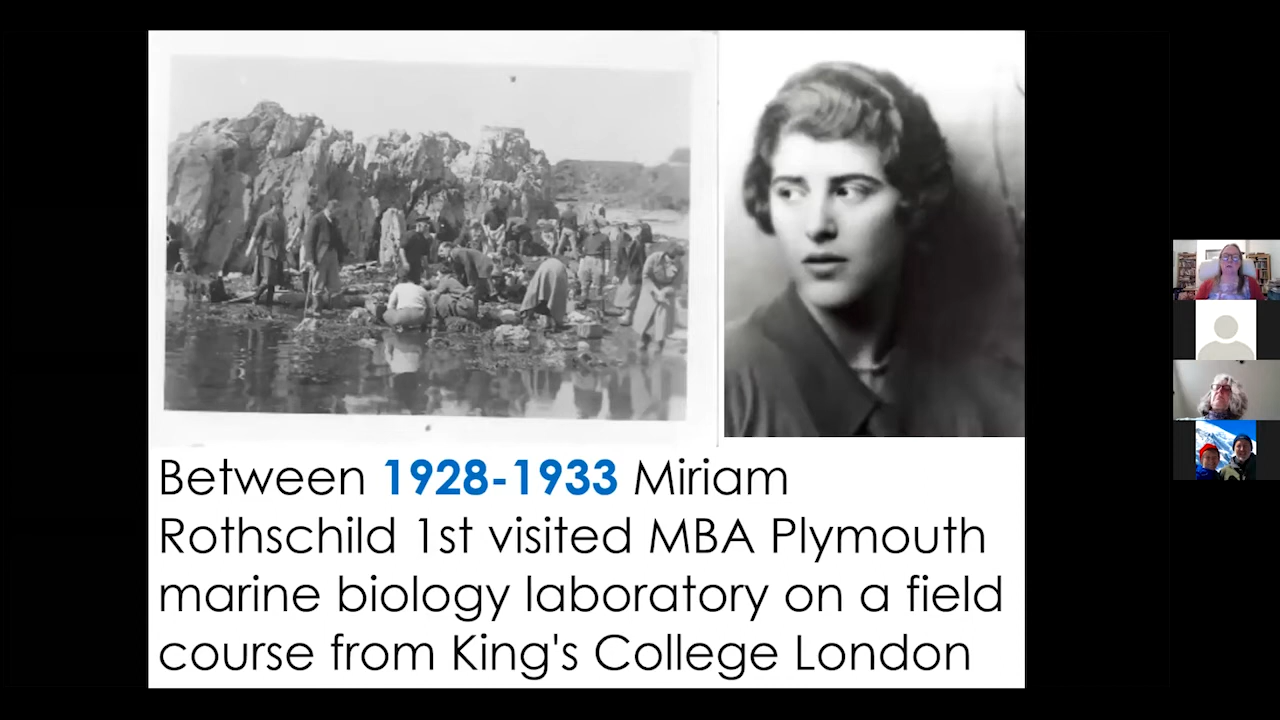 Between 1928-1933 Miriam
Rothschild 1st visited MBA Plymouth
marine biology laboratory on a field
course from King's College London